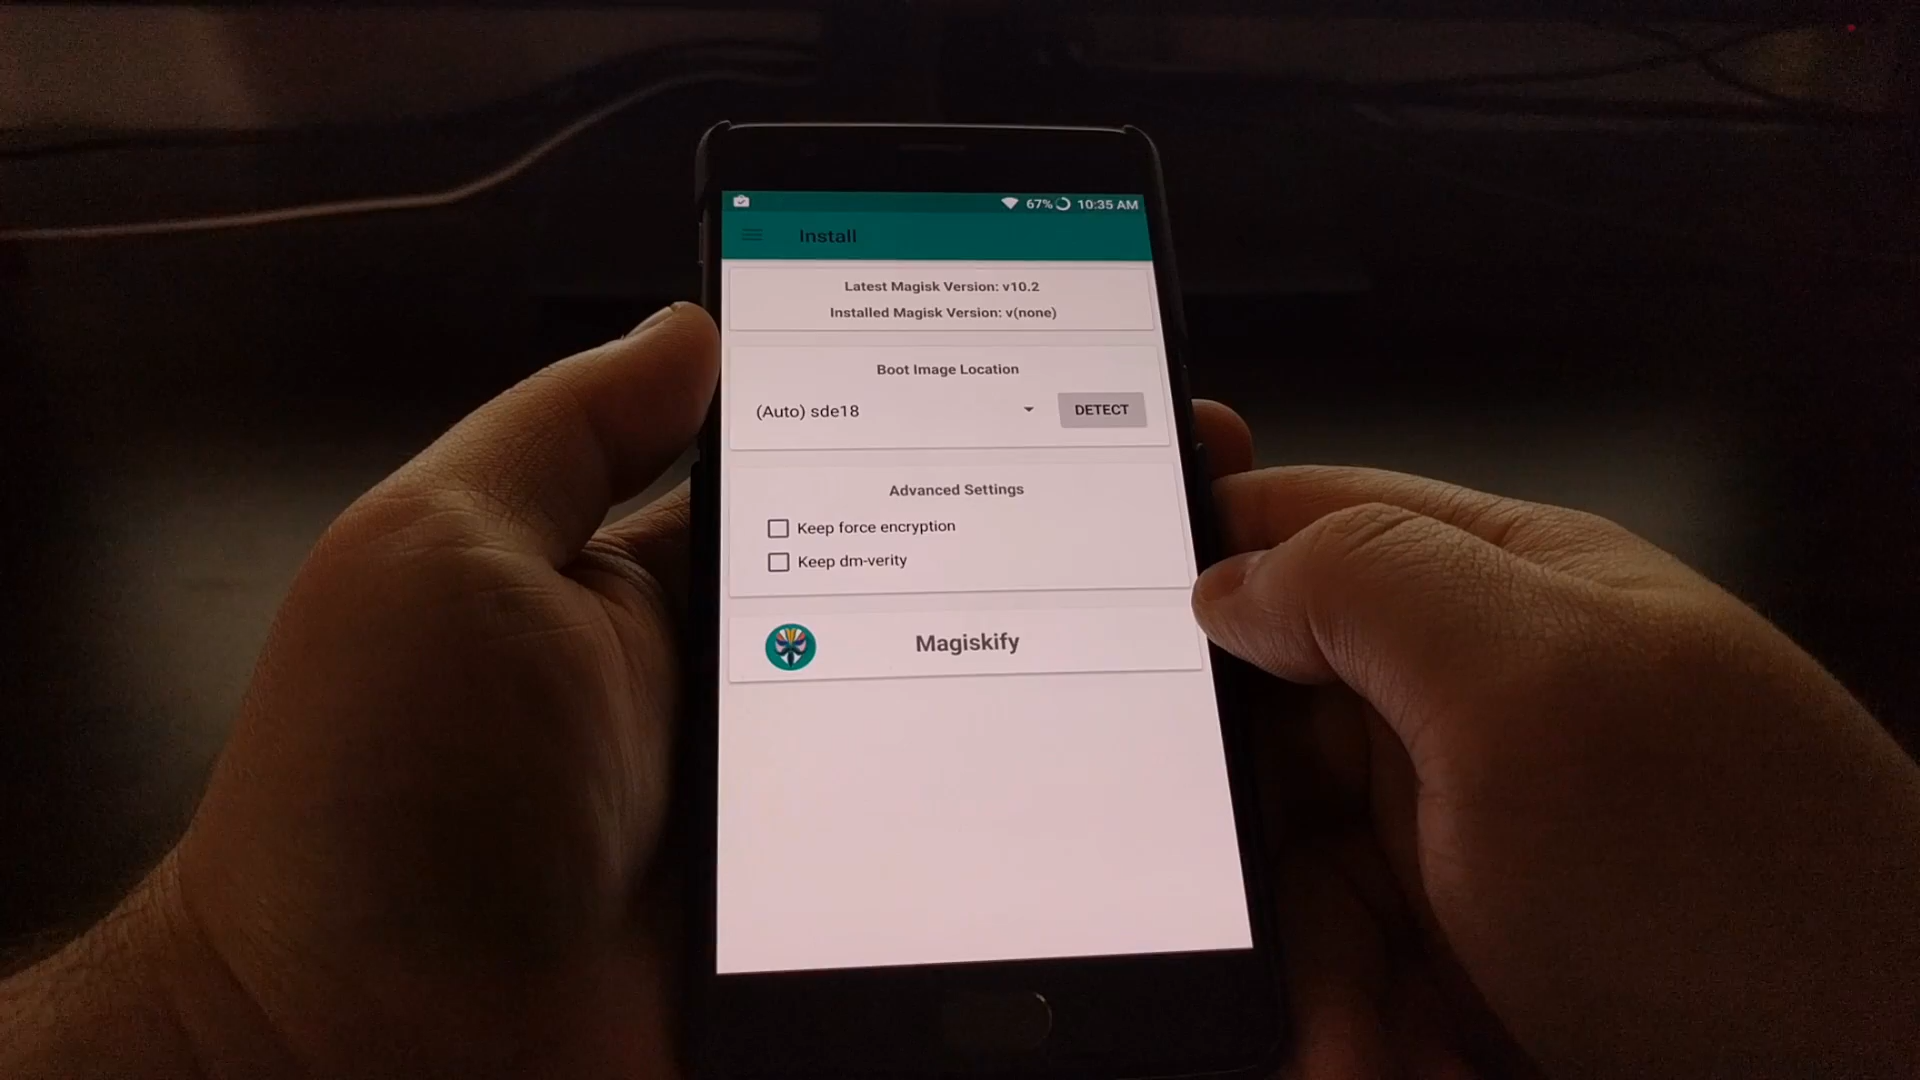 67% 10:35 AM
Install
Latest Magisk Version: v10.2
Installed Magisk Version: v(none)
Boot Image Location
(Auto) sde18
DETECT
Advanced Settings
Keep force encryption
Keep dm-verity
Magiskify